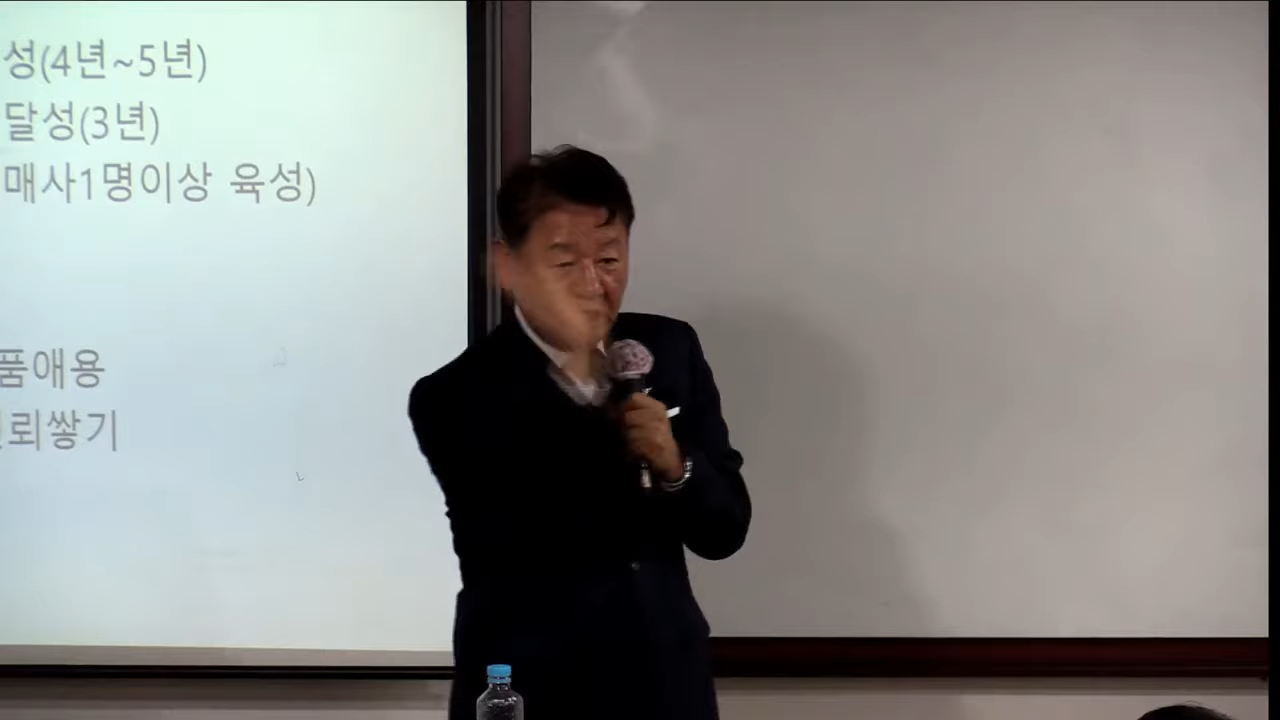 성(4년~5년)
달성(3년)
매사1명이상 육성)
품애용
뢰쌓기